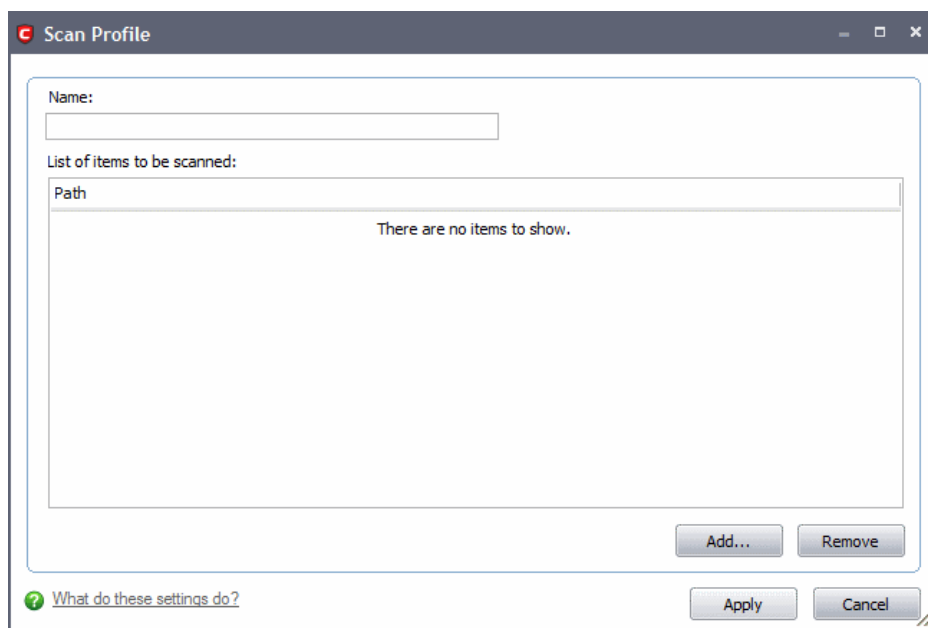 Scan Profile
Name:
List of items to be scanned:
Path
There are no items to show.
Add... Remove
What do these settings do?
Apply Cancel